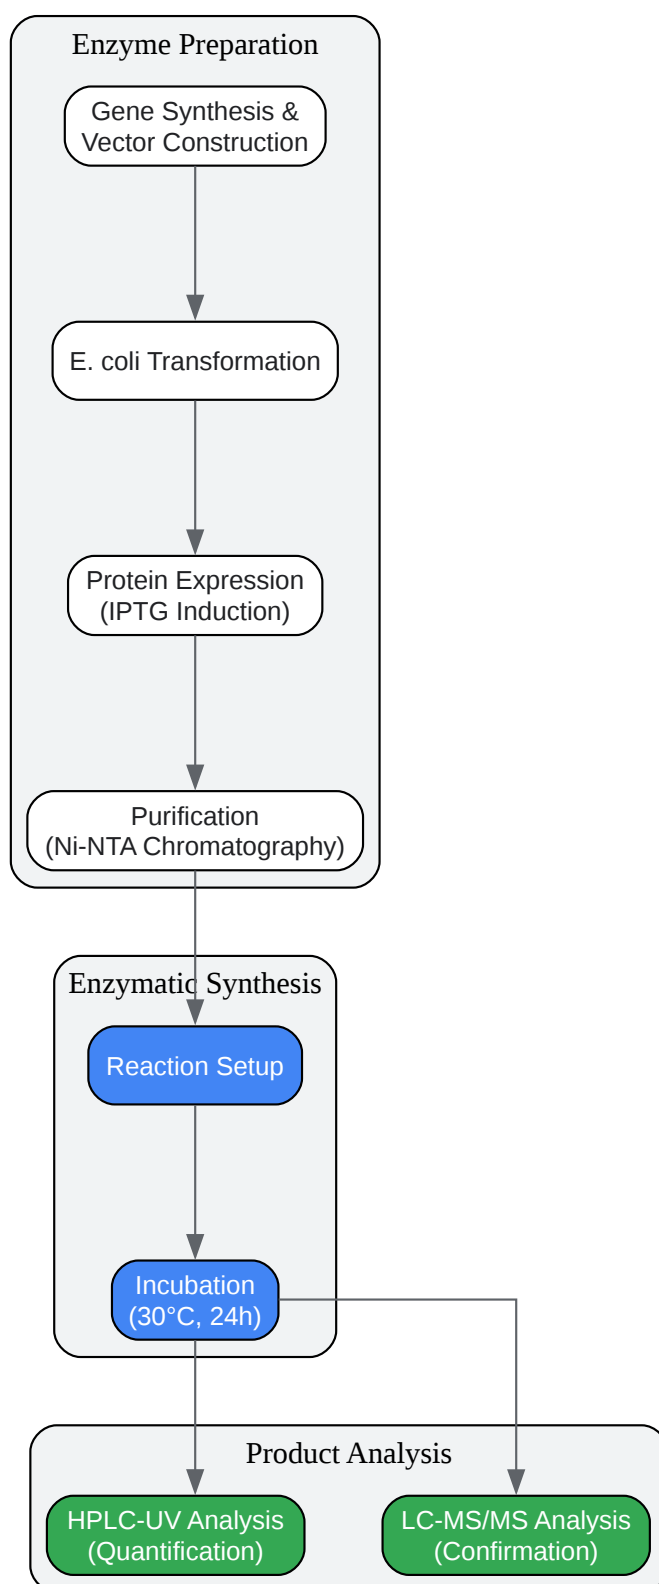 Enzyme Preparation
Gene Synthesis &
Vector Construction
E. coli Transformation
Protein Expression
(IPTG Induction)
Purification
(Ni-NTA Chromatography)
Enzymatic Synthesis
Reaction Setup
Incubation
(30°C, 24h)
Product Analysis
HPLC-UV Analysis
(Quantification)
LC-MS/MS Analysis
(Confirmation)